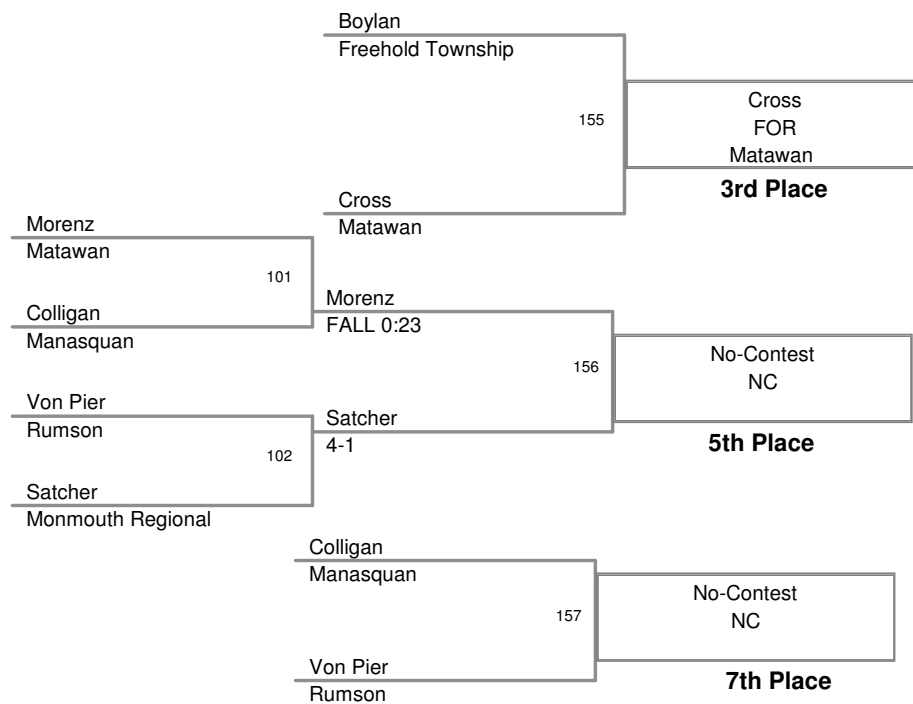 Boylan
Freehold Township
155
Cross
FOR
Matawan
3rd Place
Cross
Matawan
Morenz
Matawan
101
Colligan
Manasquan
Morenz
FALL 0:23
156
No-Contest
NC
5th Place
Von Pier
Rumson
102
Satcher
4-1
Satcher
Monmouth Regional
Colligan
Manasquan
157
No-Contest
NC
7th Place
Von Pier
Rumson